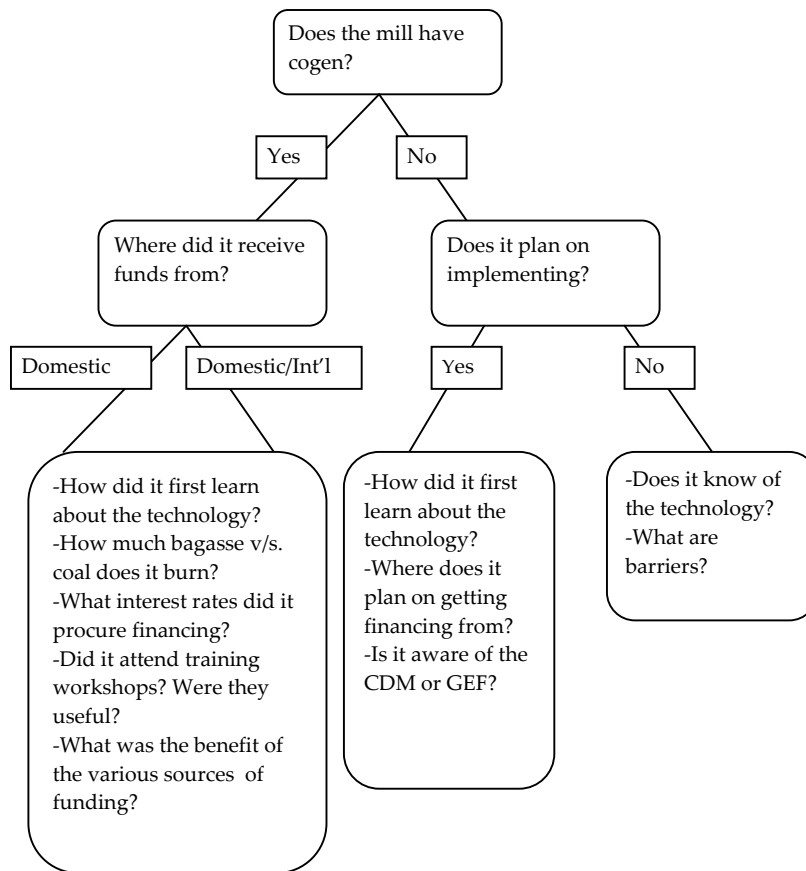 Does the mill have
cogen?
Yes
No
Where did it receive
funds from?
Does it plan on
implementing?
Domestic
Domestic/Int'l
Yes
No
-How did it first learn
about the technology?
-How much bagasse v/s.
coal does it burn?
-What interest rates did it
procure financing?
-Did it attend training
workshops? Were they
useful?
-What was the benefit of
the various sources  of
funding?
-How did it first
learn about the
technology?
-Where does it
plan on getting
financing from?
-Is it aware of the
CDM or GEF?
-Does it know of
the technology?
-What are
barriers?